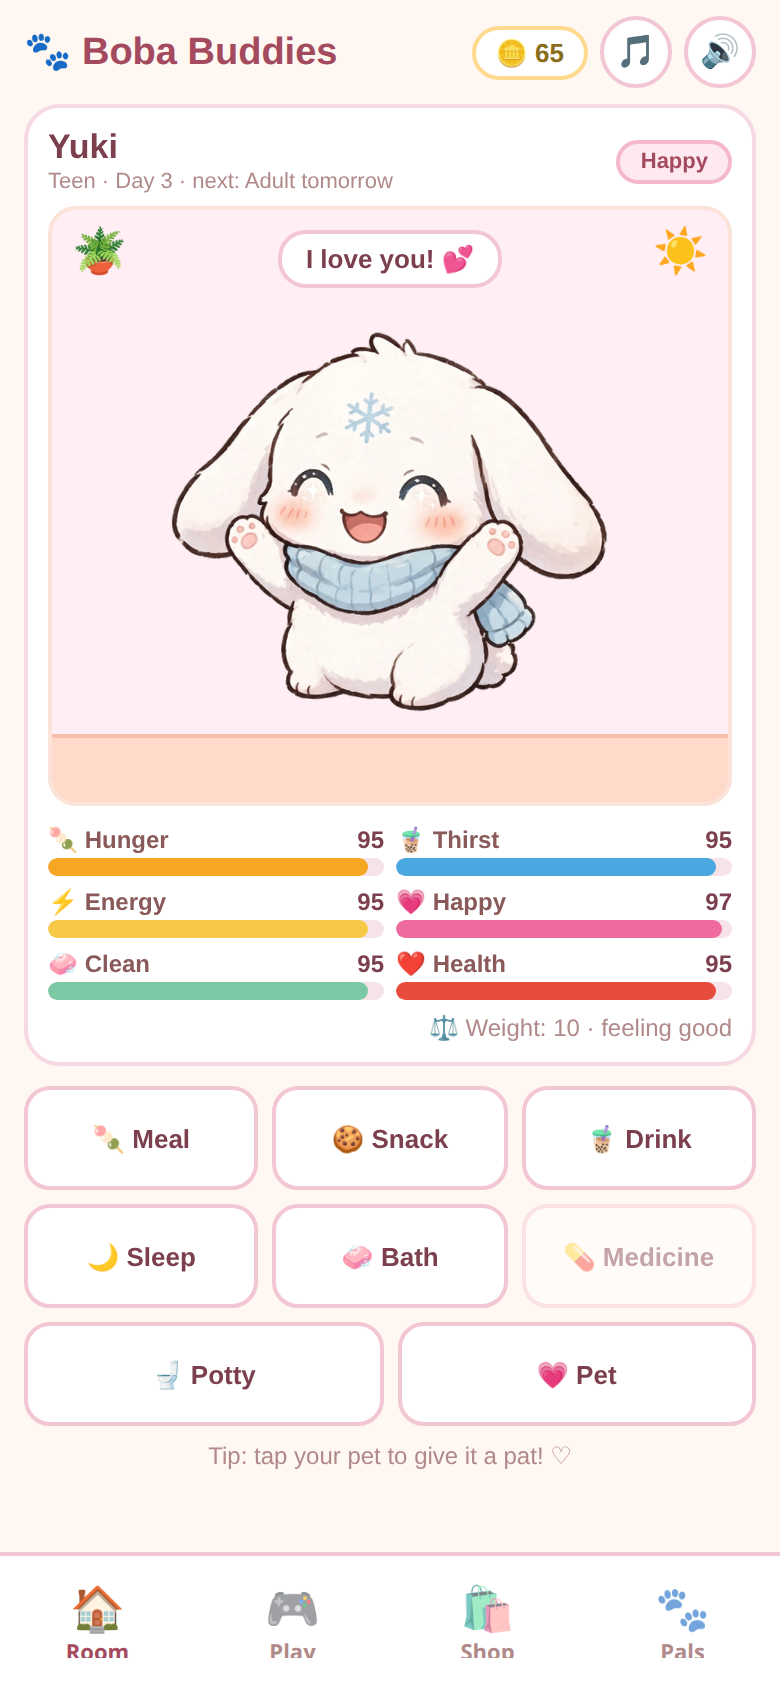 🐾 Boba Buddies 🪙 65 🎵 🔊
Yuki
Teen · Day 3 · next: Adult tomorrow
Happy
I love you! 💕
🍡 Hunger 95
🧋 Thirst 95
⚡ Energy 95
💗 Happy 97
🧼 Clean 95
❤️ Health 95
⚖️ Weight: 10 · feeling good
🍡 Meal
🍪 Snack
🧋 Drink
🌙 Sleep
🧼 Bath
💊 Medicine
🚽 Potty
💗 Pet
Tip: tap your pet to give it a pat! ♡
Room
Play
Shop
Pals